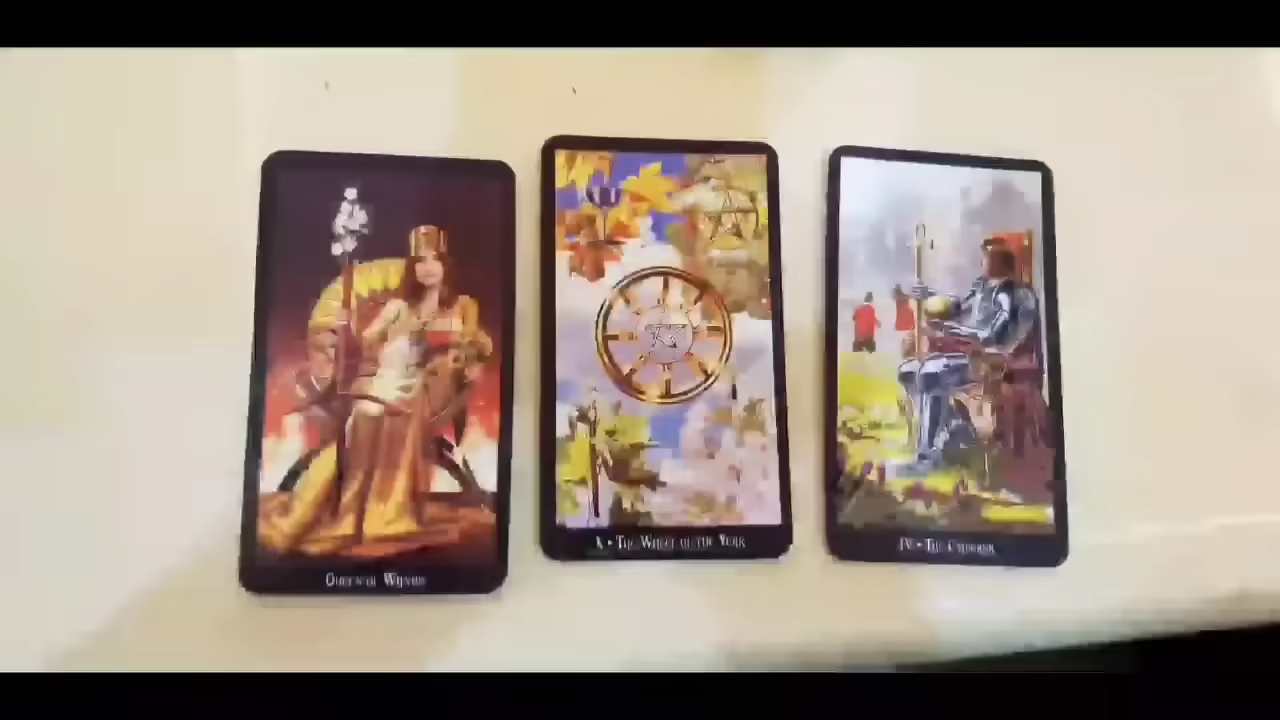 Queen of Wands
X • The Wheel of the Year
IV • The Emperor